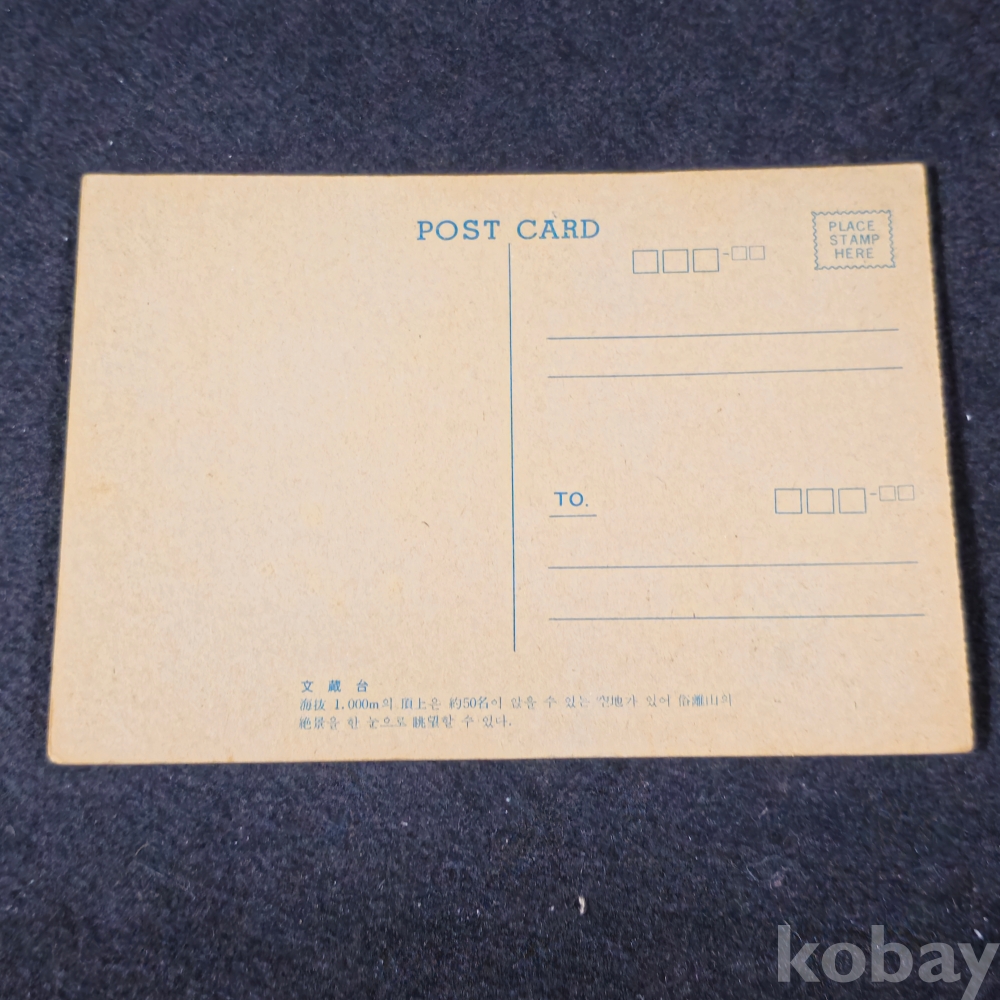 POST CARD
PLACE
STAMP
HERE
TO.
文藏台
海抜 1.000m의 頂上은 約50名이 앉을 수 있는 空地가 있어 俗離山의
絶景을 한 눈으로 眺望할 수 있다.
kobay